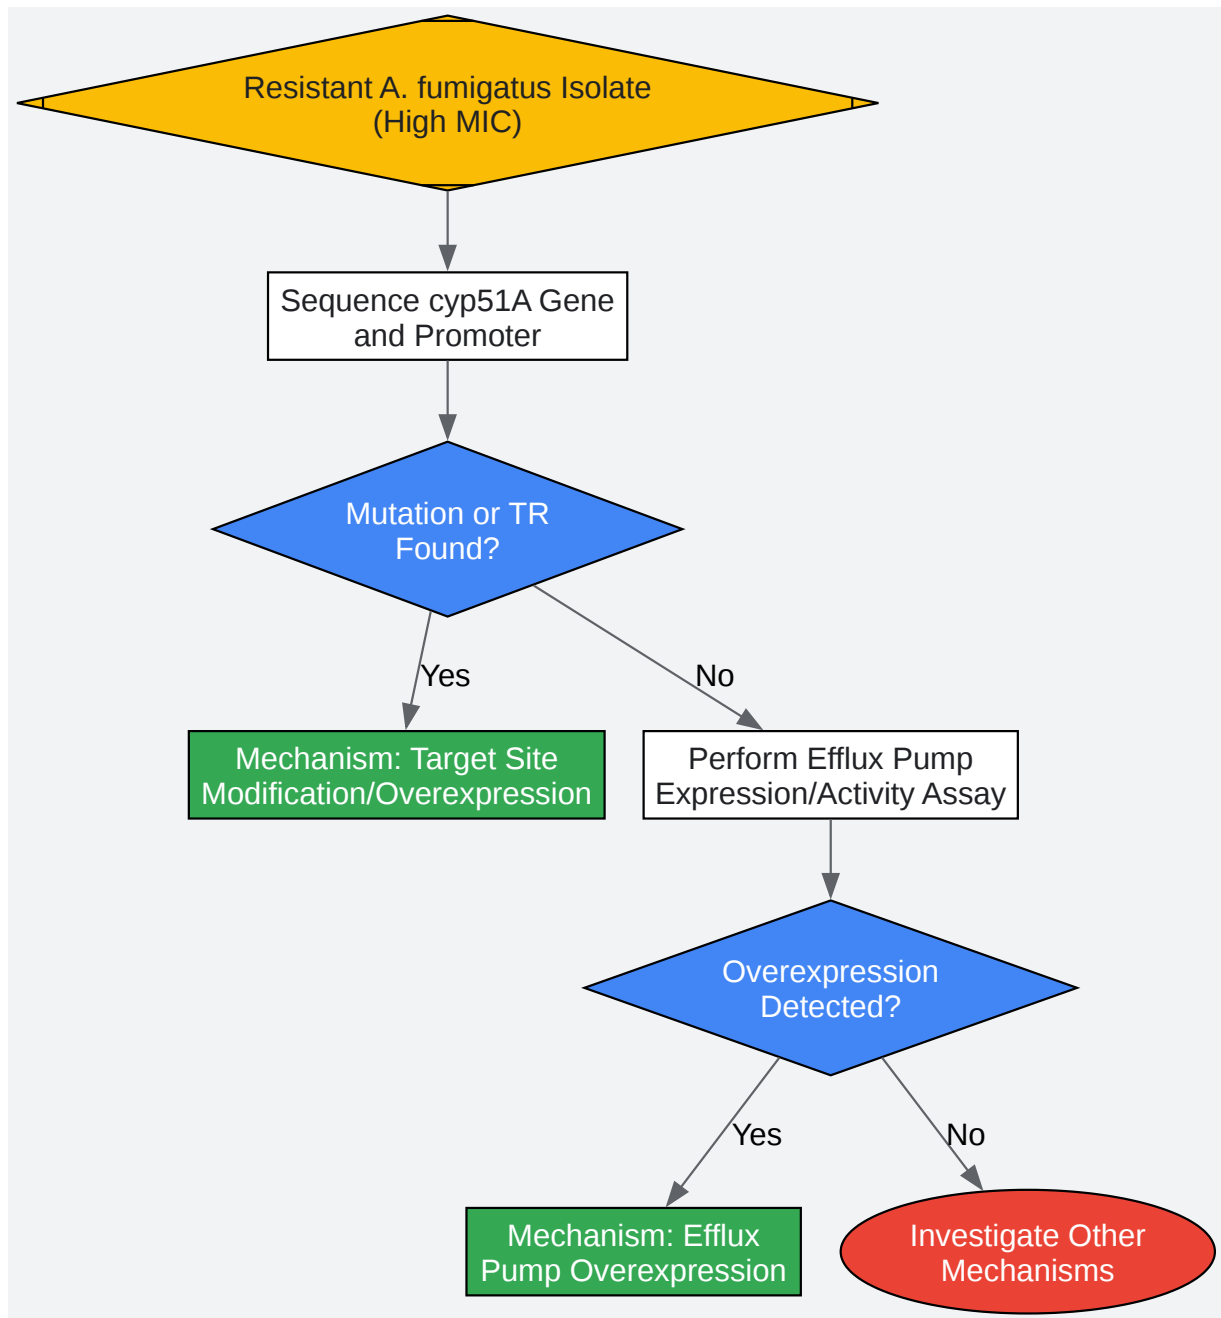 Resistant A. fumigatus Isolate
(High MIC)
Sequence cyp51A Gene
and Promoter
Mutation or TR
Found?
Yes
No
Mechanism: Target Site
Modification/Overexpression
Perform Efflux Pump
Expression/Activity Assay
Overexpression
Detected?
Yes
No
Mechanism: Efflux
Pump Overexpression
Investigate Other
Mechanisms